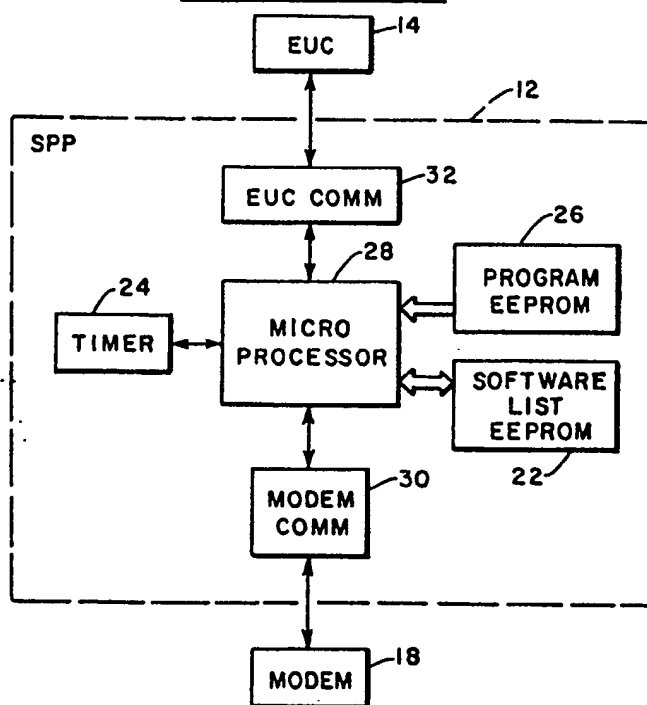 14
EUC
12
SPP
EUC COMM
32
28
26
24
PROGRAM
EEPROM
TIMER
MICRO
PROCESSOR
SOFTWARE
LIST
EEPROM
22
MODEM
COMM
30
MODEM
18